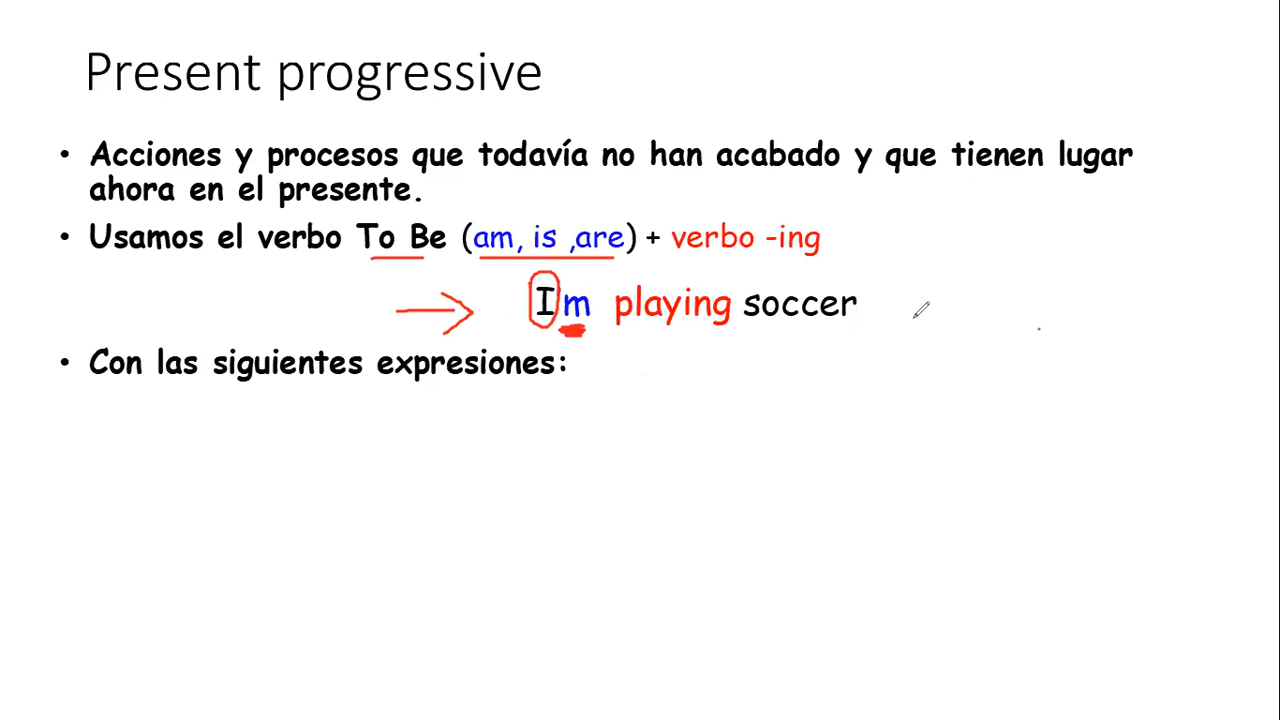 Present progressive
• Acciones y procesos que todavía no han acabado y que tienen lugar
ahora en el presente.
• Usamos el verbo To Be (am, is ,are) + verbo -ing
Im playing soccer
• Con las siguientes expresiones: